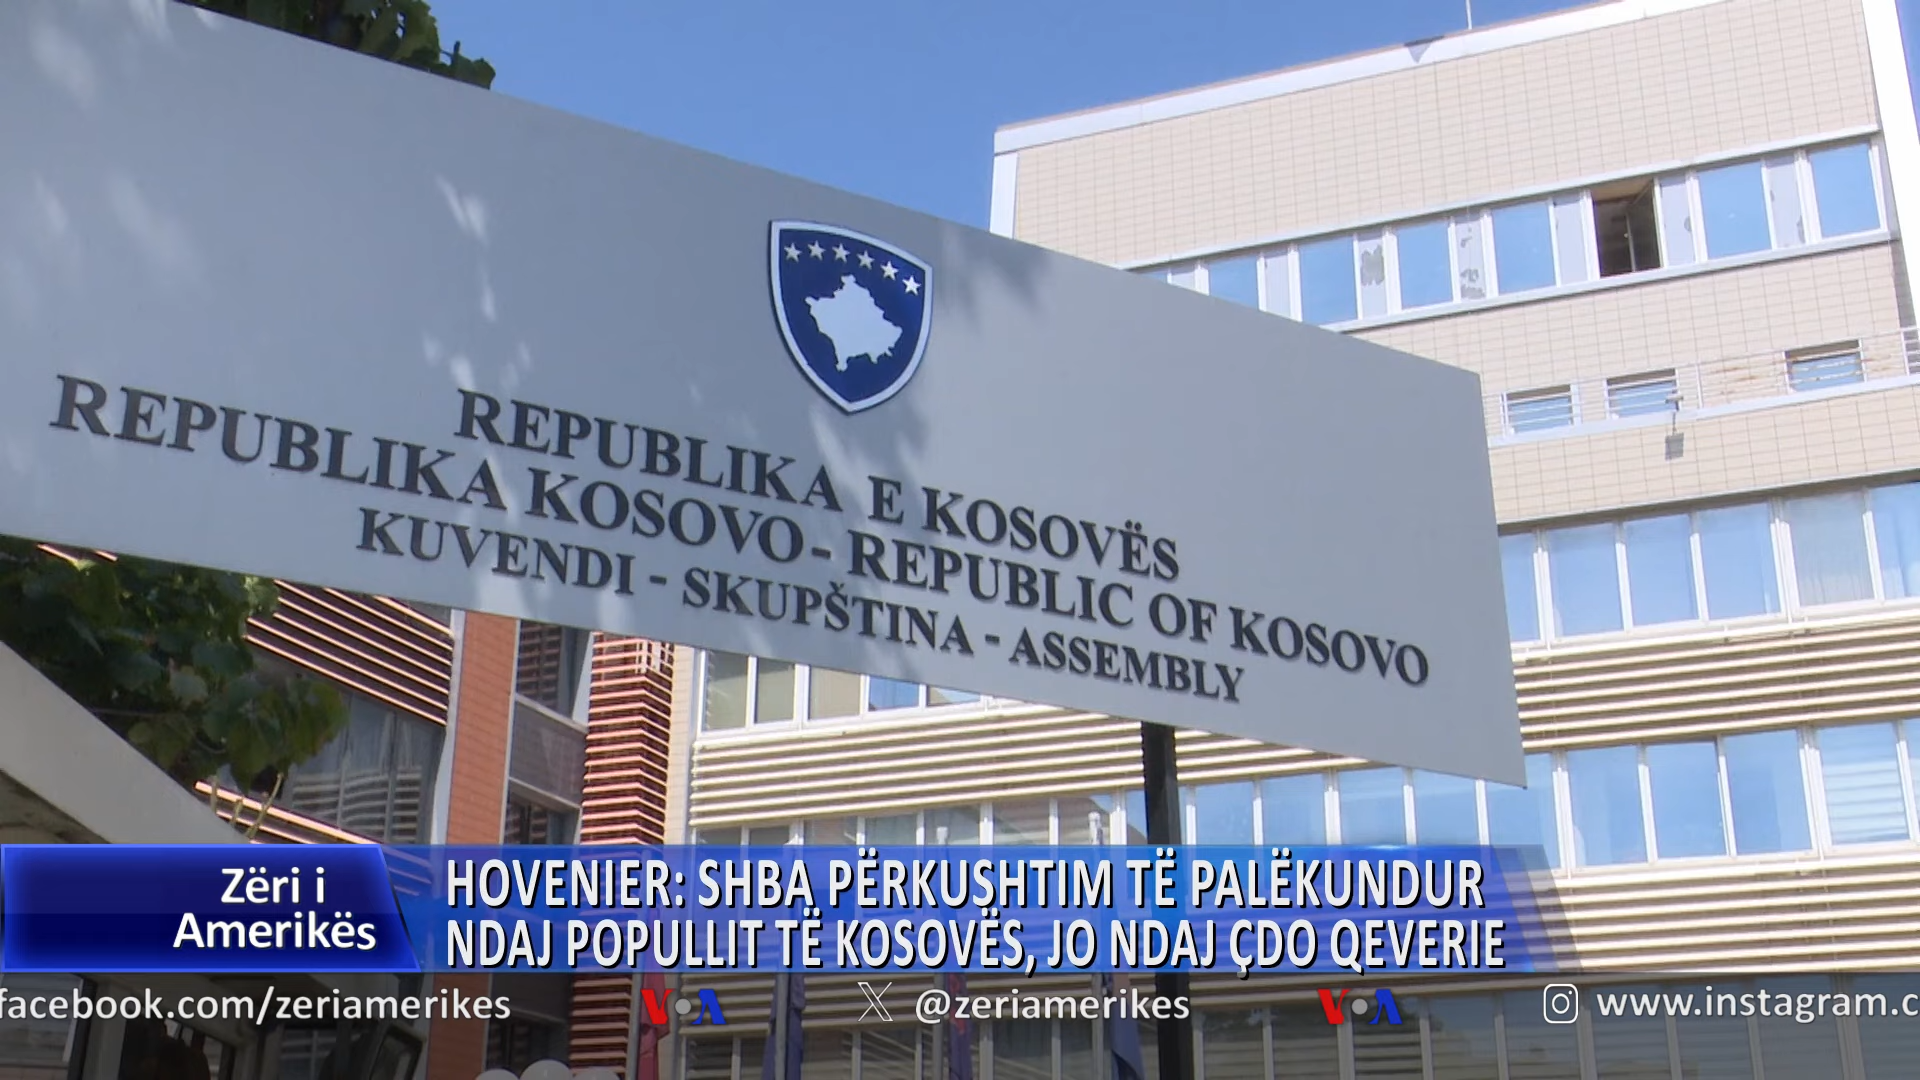 REPUBLIKA E KOSOVËS
REPUBLIKA KOSOVO - REPUBLIC OF KOSOVO
KUVENDI - SKUPŠTINA - ASSEMBLY
Zëri i
Amerikës
HOVENIER: SHBA PËRKUSHTIM TË PALËKUNDUR
NDAJ POPULLIT TË KOSOVËS, JO NDAJ ÇDO QEVERIE
facebook.com/zeriamerikes VOA @zeriamerikes VOA www.instagram.c